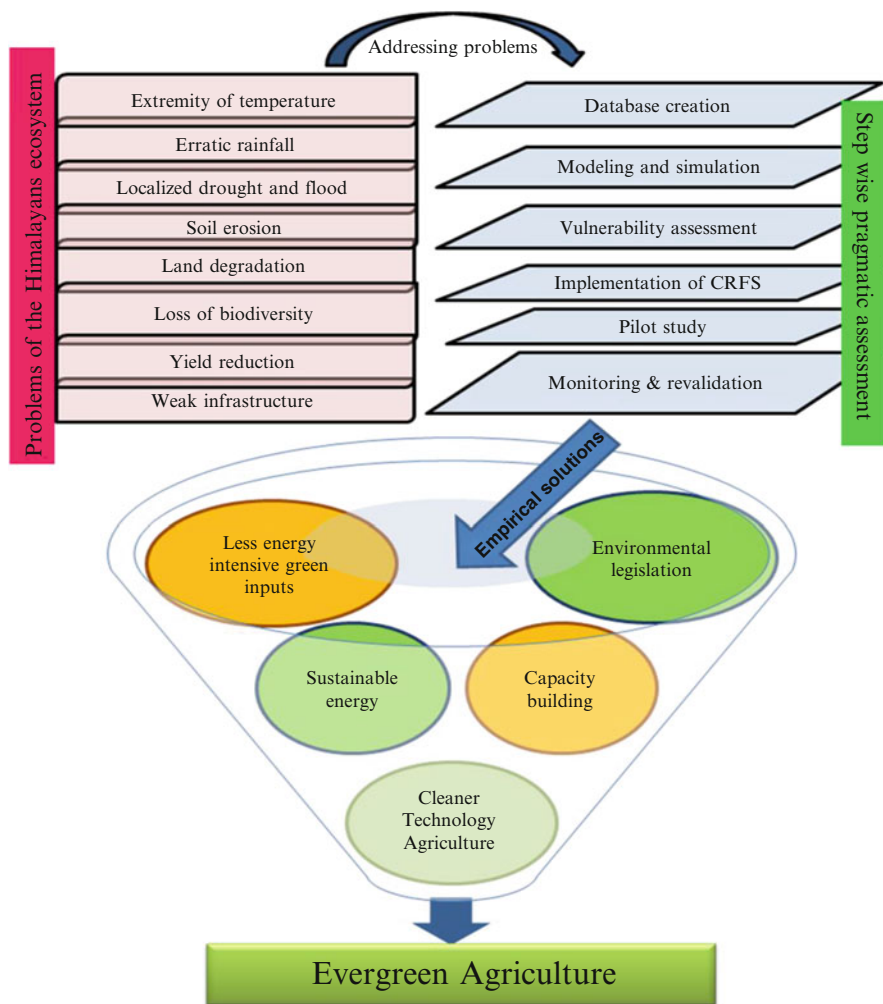 Addressing problems
Problems of the Himalayans ecosystem
Extremity of temperature
Erratic rainfall
Localized drought and flood
Soil erosion
Land degradation
Loss of biodiversity
Yield reduction
Weak infrastructure
Database creation
Modeling and simulation
Vulnerability assessment
Implementation of CRFS
Pilot study
Monitoring & revalidation
Step wise pragmatic assessment
Empirical solutions
Less energy
intensive green
inputs
Environmental
legislation
Sustainable
energy
Capacity
building
Cleaner
Technology
Agriculture
Evergreen Agriculture